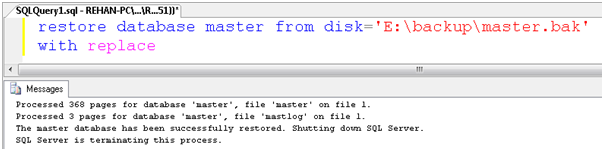 SQLQuery1.sql - REHAN-PC\...\R...51))*
restore database master from disk='E:\backup\master.bak'
with replace
Messages
Processed 368 pages for database 'master', file 'master' on file 1.
Processed 3 pages for database 'master', file 'mastlog' on file 1.
The master database has been successfully restored. Shutting down SQL Server.
SQL Server is terminating this process.